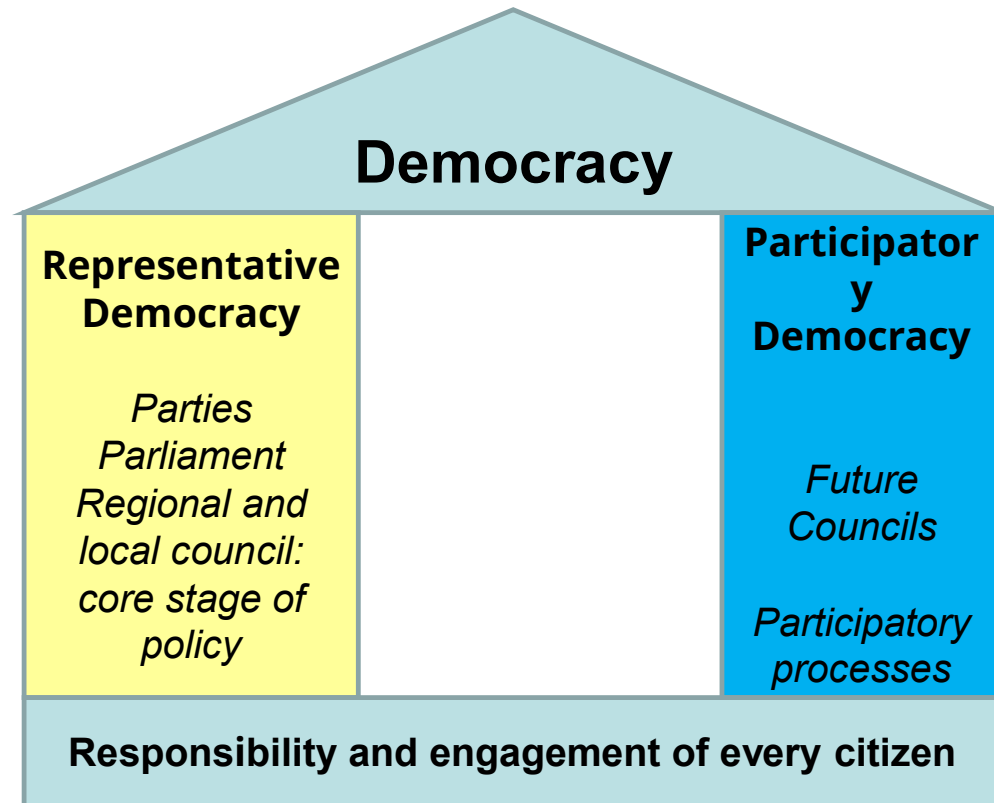 Democracy
Representative
Democracy
Parties
Parliament
Regional and
local council:
core stage of
policy
Participator
y
Democracy
Future
Councils
Participatory
processes
Responsibility and engagement of every citizen